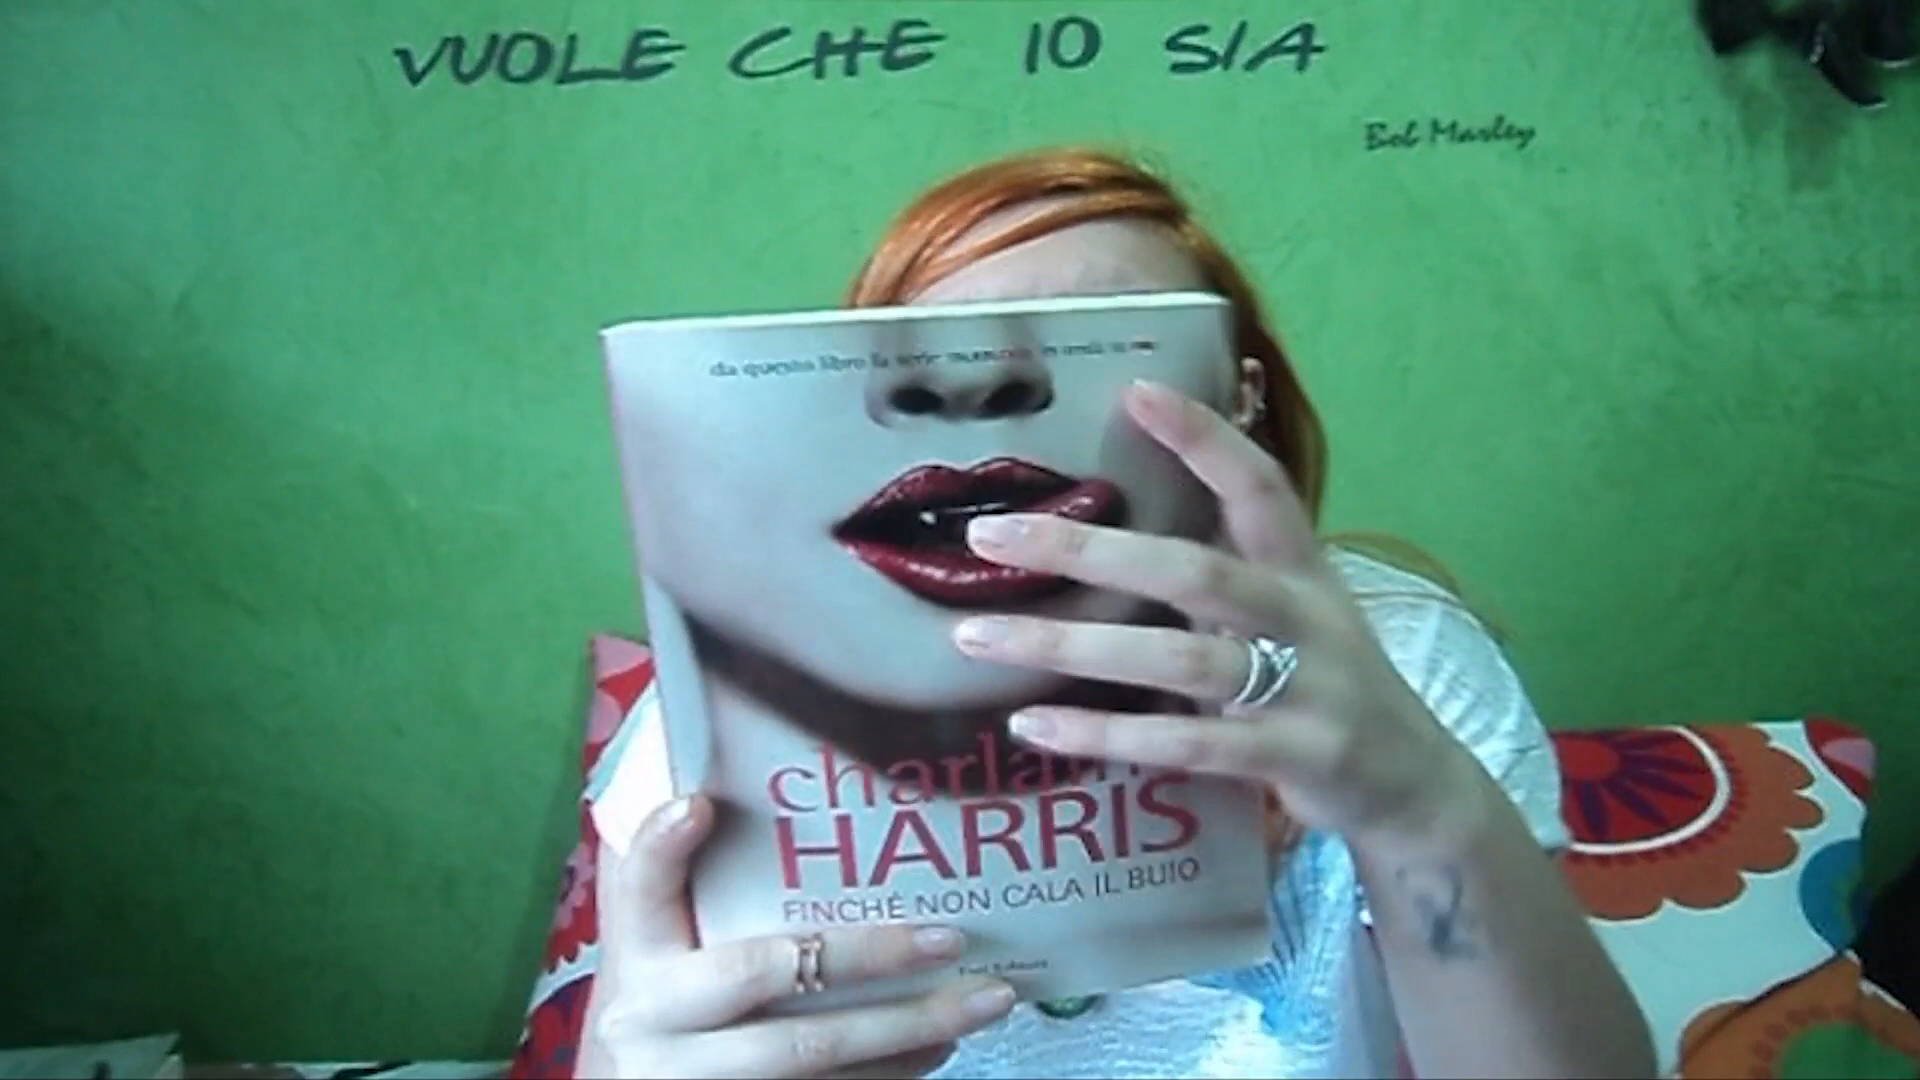 VUOLE CHE IO SIA
Bob Marley
da questo libro la serie
HARRIS
FINCHÉ NON CALA IL BUIO